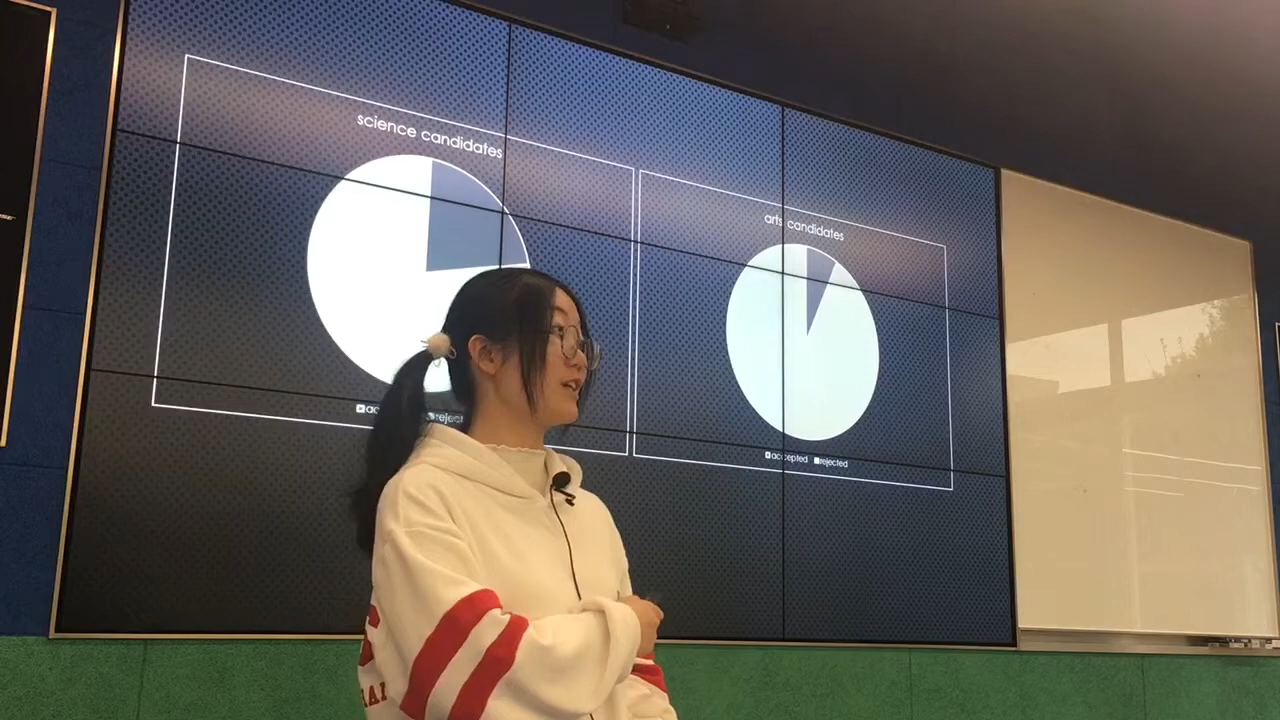 science candidates
arts candidates
accepted rejected